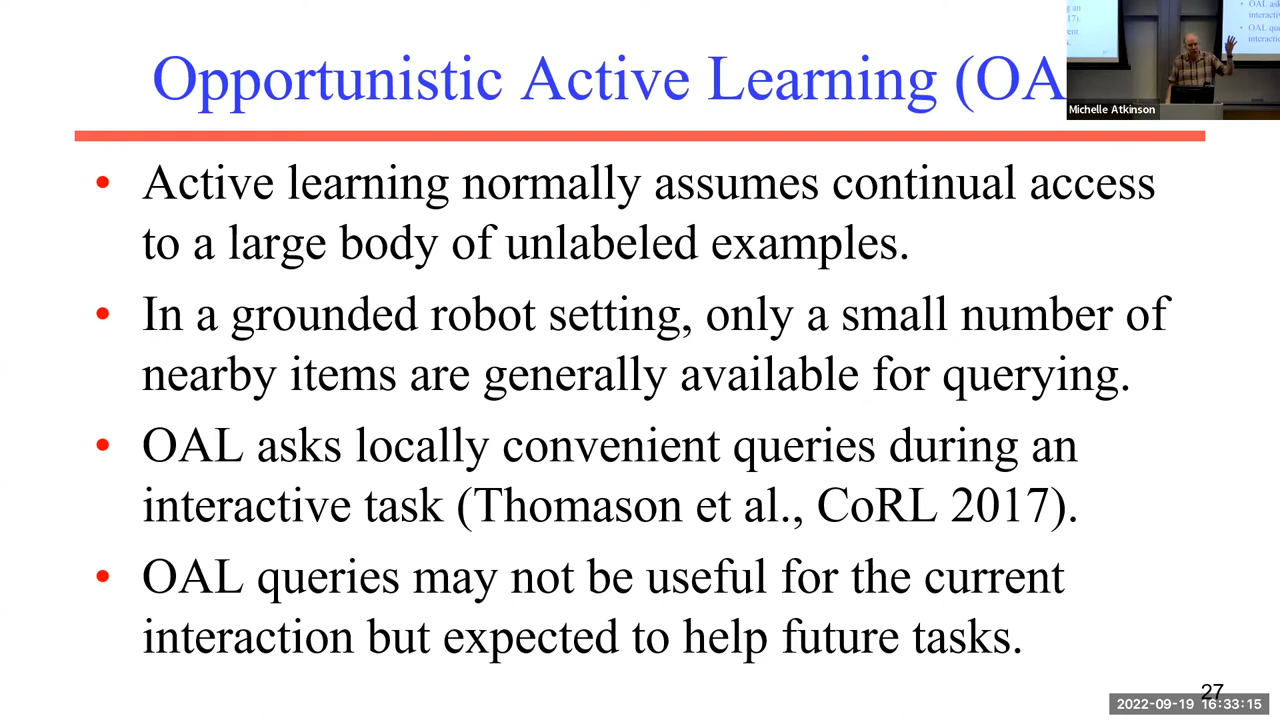 Opportunistic Active Learning (OA
Michelle Atkinson
• Active learning normally assumes continual access
to a large body of unlabeled examples.
• In a grounded robot setting, only a small number of
nearby items are generally available for querying.
• OAL asks locally convenient queries during an
interactive task (Thomason et al., CoRL 2017).
• OAL queries may not be useful for the current
interaction but expected to help future tasks.
27
2022-09-19 16:33:15